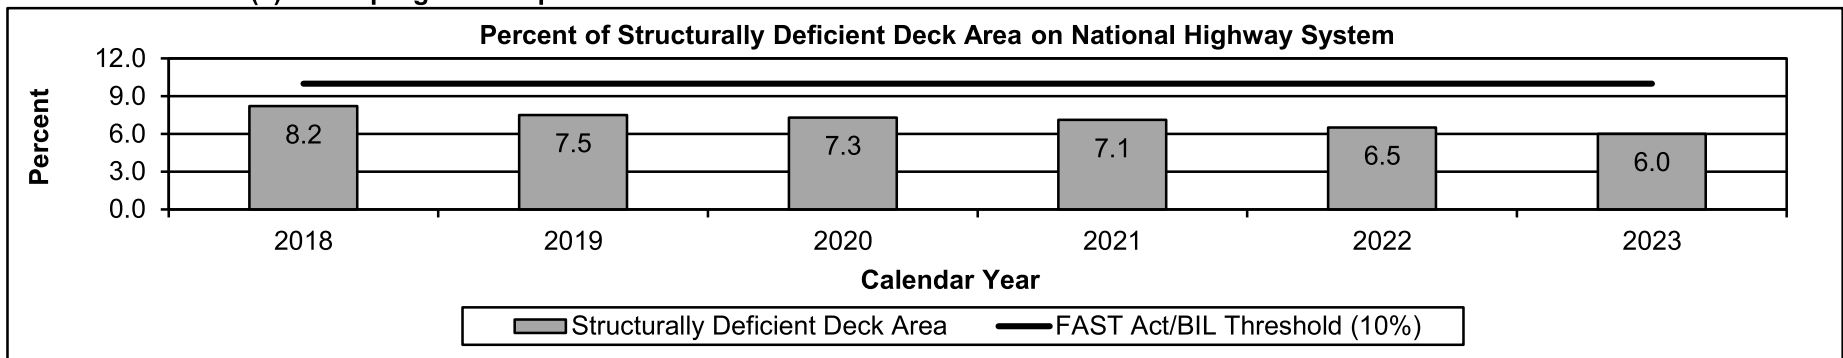 Percent of Structurally Deficient Deck Area on National Highway System
Percent
12.0
9.0
6.0
3.0
0.0
8.2
7.5
7.3
7.1
6.5
6.0
2018 2019 2020 2021 2022 2023
Calendar Year
Structurally Deficient Deck Area FAST Act/BIL Threshold (10%)